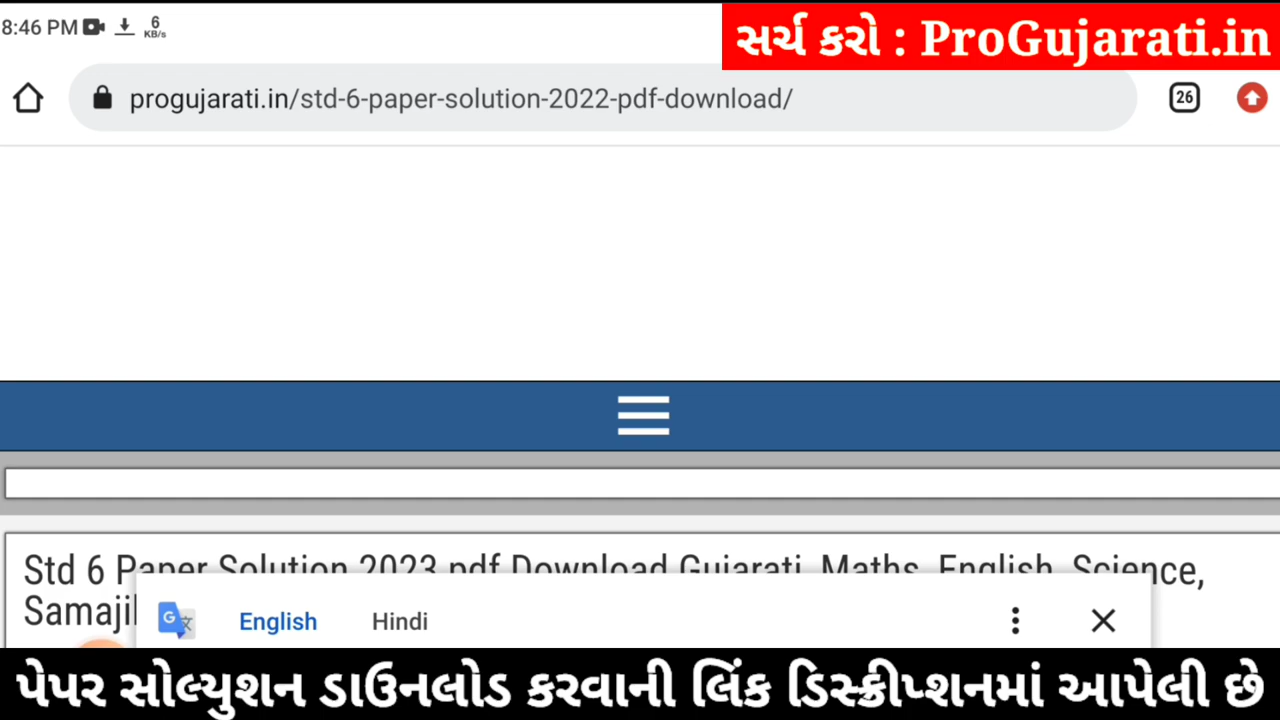 8:46 PM 6 KB/s
સર્ચ કરો : ProGujarati.in
progujarati.in/std-6-paper-solution-2022-pdf-download/
26
Std 6 Paper Solution 2023 pdf Download Gujarati, Maths, English, Science,
English Hindi
પેપર સોલ્યુશન ડાઉનલોડ કરવાની લિંક ડિસ્ક્રીપ્શનમાં આપેલી છે